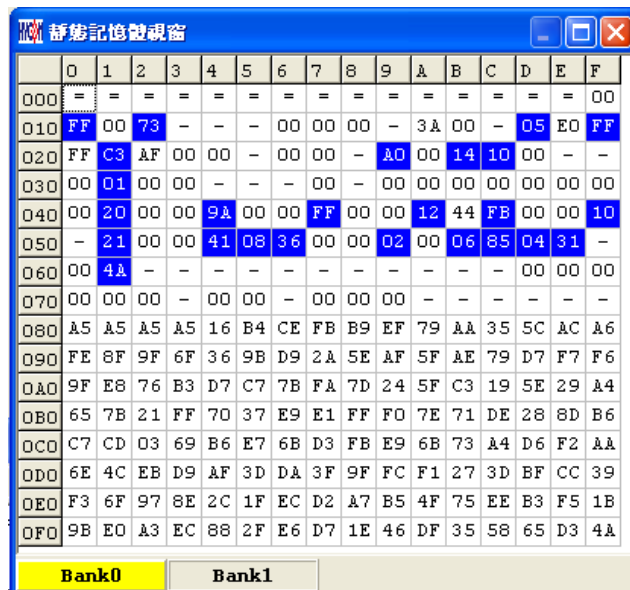 靜態記憶體視窗
0 1 2 3 4 5 6 7 8 9 A B C D E F
000 = = = = = = = = = = = = = = = 00
010 FF 00 73 - - - 00 00 00 - 3A 00 - 05 E0 FF
020 FF C3 AF 00 00 - 00 00 - A0 00 14 10 00 - -
030 00 01 00 00 - - - 00 - 00 00 00 00 00 00 00
040 00 20 00 00 9A 00 00 FF 00 00 12 44 FB 00 00 10
050 - 21 00 00 41 08 36 00 00 02 00 06 85 04 31 -
060 00 4A - - - - - - - - - - - 00 00 00
070 00 00 00 - 00 00 - 00 00 00 - - - - - -
080 A5 A5 A5 A5 16 B4 CE FB B9 EF 79 AA 35 5C AC A6
090 FE 8F 9F 6F 36 9B D9 2A 5E AF 5F AE 79 D7 F7 F6
0A0 9F E8 76 B3 D7 C7 7B FA 7D 24 5F C3 19 5E 29 A4
0B0 65 7B 21 FF 70 37 E9 E1 FF F0 7E 71 DE 28 8D B6
0C0 C7 CD 03 69 B6 E7 6B D3 FB E9 6B 73 A4 D6 F2 AA
0D0 6E 4C EB D9 AF 3D DA 3F 9F FC F1 27 3D BF CC 39
0E0 F3 6F 97 8E 2C 1F EC D2 A7 B5 4F 75 EE B3 F5 1B
0F0 9B E0 A3 EC 88 2F E6 D7 1E 46 DF 35 58 65 D3 4A
Bank0 Bank1